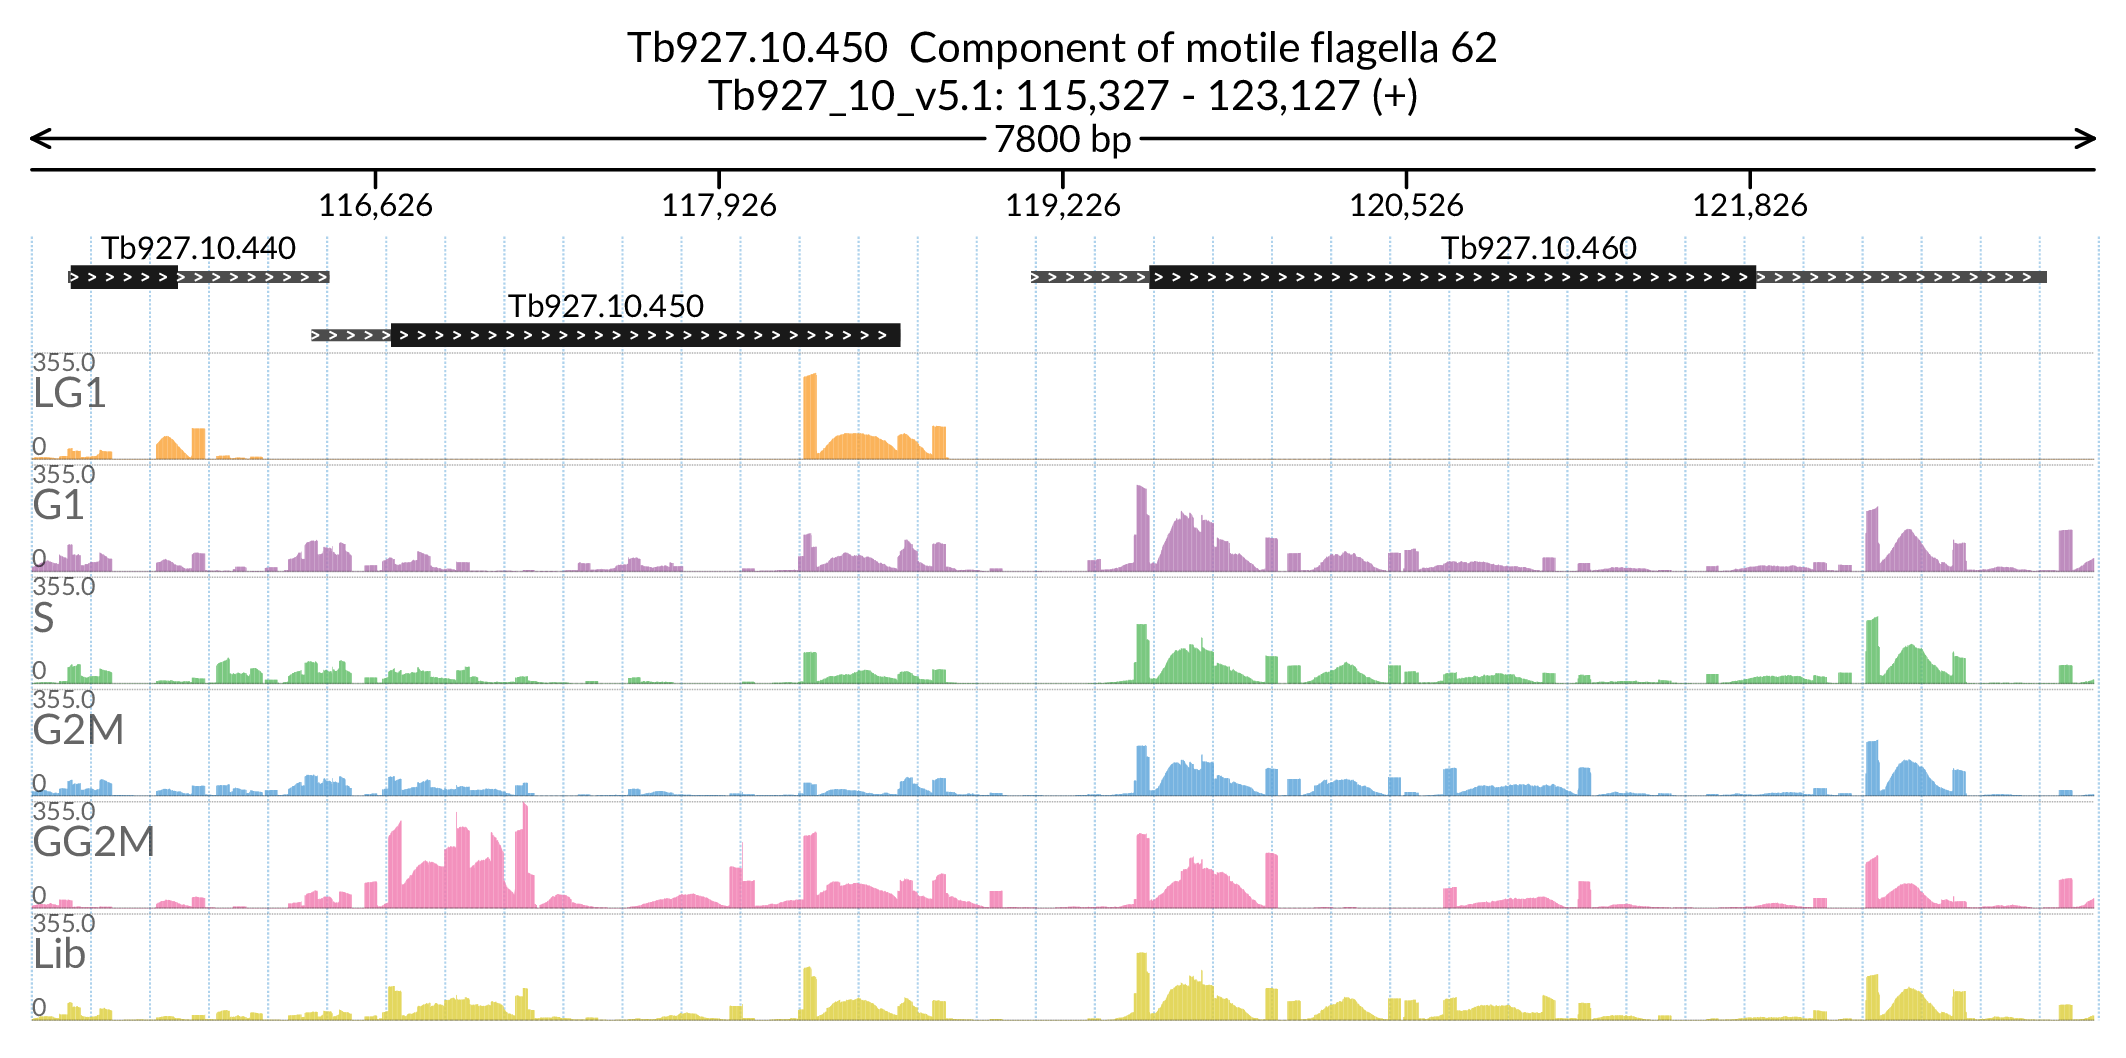 Tb927.10.450  Component of motile flagella 62
Tb927_10_v5.1: 115,327 - 123,127 (+)
7800 bp
116,626 117,926 119,226 120,526 121,826
Tb927.10.440 Tb927.10.460
Tb927.10.450
355.0
LG1
0
355.0
G1
0
355.0
S
0
355.0
G2M
0
355.0
GG2M
0
355.0
Lib
0